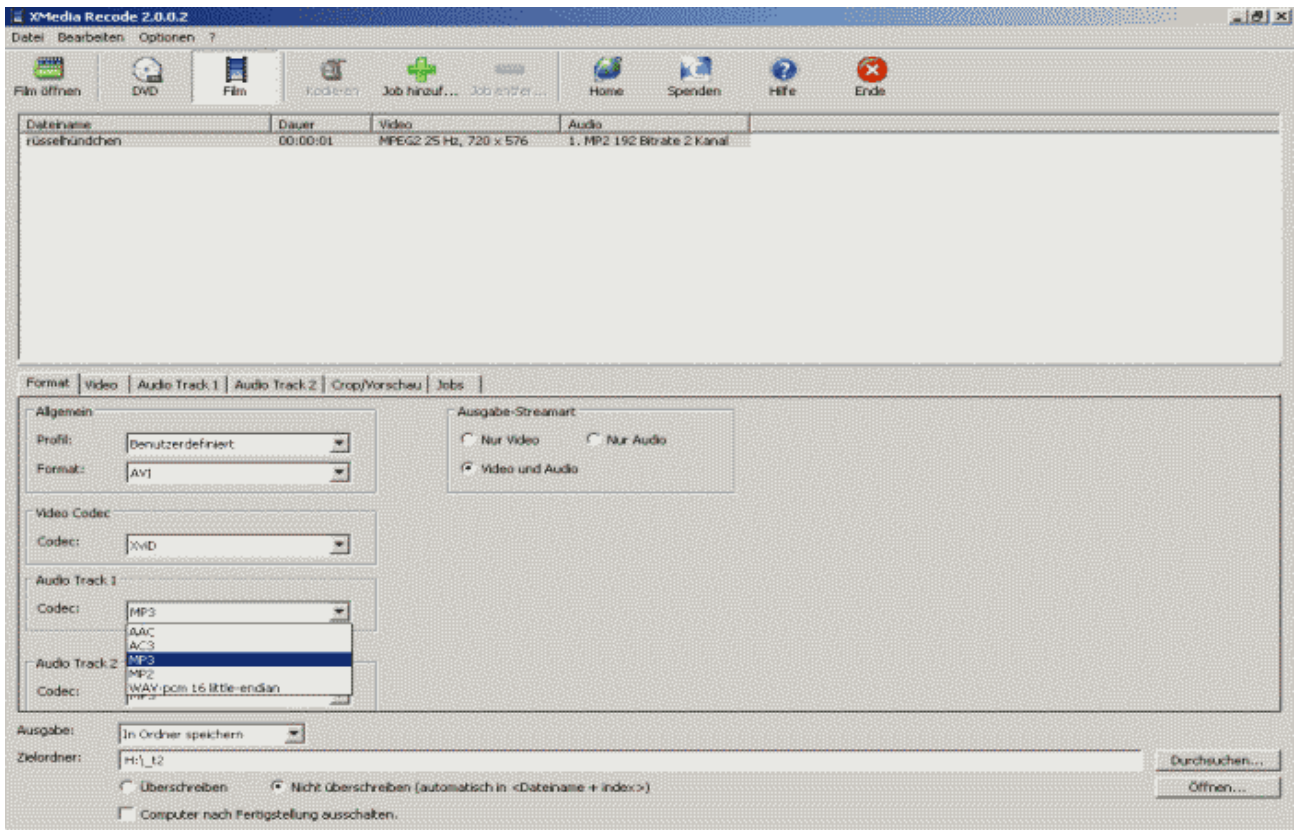 XMedia Recode 2.0.0.2
Datei Bearbeiten Optionen ?
Film öffnen DVD Film Kodieren Job hinzuf... Job entfer... Home Spenden Hilfe Ende
Dateiname Dauer Video Audio
rüsselhündchen 00:00:01 MPEG2 25 Hz, 720 x 576 1. MP2 192 Bitrate 2 Kanal
Format Video Audio Track 1 Audio Track 2 Crop/Vorschau Jobs
Allgemein Ausgabe-Streamart
Profil: Benutzerdefiniert Nur Video Nur Audio
Format: AVI Video und Audio
Video Codec
Codec: XviD
Audio Track 1
Codec: MP3
AAC
AC3
Audio Track 2 MP3
MP2
Codec: WAV-pcm 16 little-endian
MP3
Ausgabe: In Ordner speichern
Zielordner: H:\_t2 Durchsuchen...
Überschreiben Nicht überschreiben (automatisch in <Dateiname + index>) Öffnen...
Computer nach Fertigstellung ausschalten.